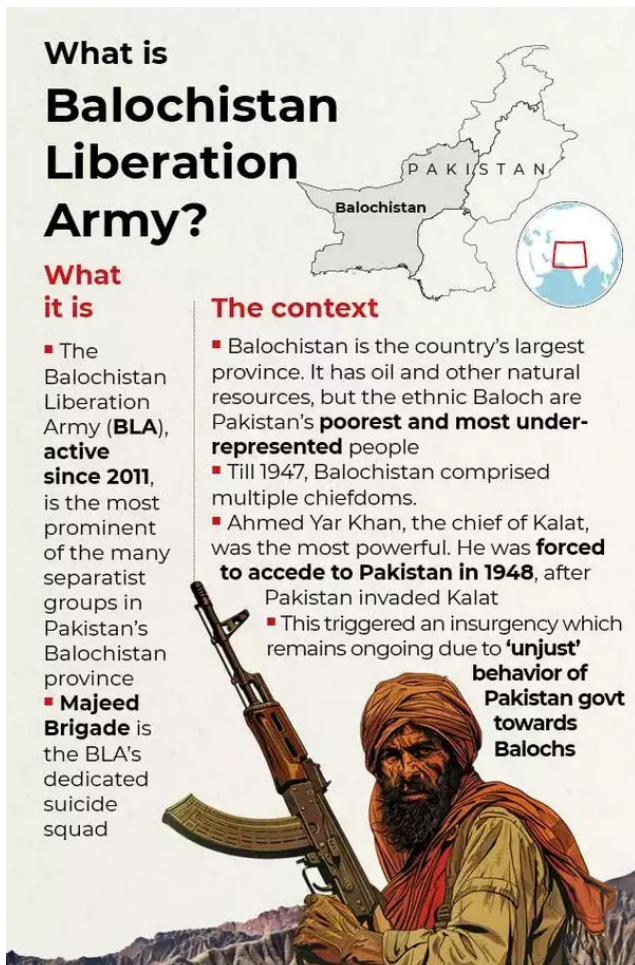 What is
Balochistan
Liberation
Army?
PAKISTAN
Balochistan
What
it is
■ The
Balochistan
Liberation
Army (BLA),
active
since 2011,
is the most
prominent
of the many
separatist
groups in
Pakistan's
Balochistan
province
■ Majeed
Brigade is
the BLA's
dedicated
suicide
squad
The context
■ Balochistan is the country's largest
province. It has oil and other natural
resources, but the ethnic Baloch are
Pakistan's poorest and most under-
represented people
■ Till 1947, Balochistan comprised
multiple chiefdoms.
■ Ahmed Yar Khan, the chief of Kalat,
was the most powerful. He was forced
to accede to Pakistan in 1948, after
Pakistan invaded Kalat
■ This triggered an insurgency which
remains ongoing due to 'unjust'
behavior of
Pakistan govt
towards
Balochs